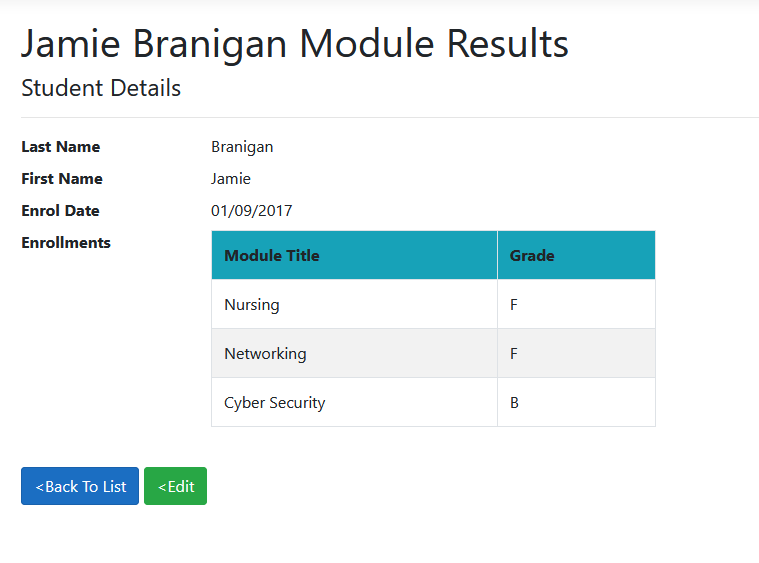 Jamie Branigan Module Results
Student Details
Last Name Branigan
First Name Jamie
Enrol Date 01/09/2017
Enrollments
Module Title Grade
Nursing F
Networking F
Cyber Security B
<Back To List <Edit